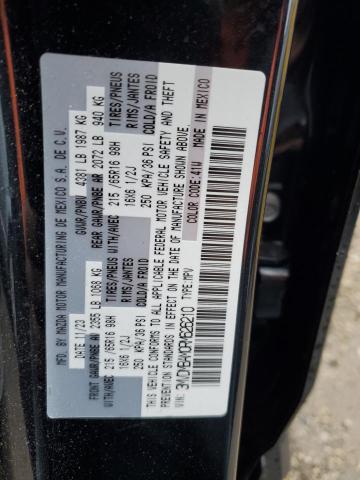 MFD. BY MAZDA MOTOR MANUFACTURING DE MEXICO S.A. DE C.V.
DATE 11/23 GVWR/PNBV 4381 LB 1987 KG
FRONT GAWR/PNBE AV 2355 LB 1068 KG REAR GAWR/PNBE AR 2072 LB 940 KG
WITH/AVEC TIRES/PNEUS WITH/AVEC TIRES/PNEUS
215 /65R16 98H RIMS/JANTES 215 /65R16 98H RIMS/JANTES
16X6 1/2J COLD/A FROID 16X6 1/2J COLD/A FROID
250 KPA/36 PSI 250 KPA/36 PSI
THIS VEHICLE CONFORMS TO ALL APPLICABLE FEDERAL MOTOR VEHICLE SAFETY AND THEFT
PREVENTION STANDARDS IN EFFECT ON THE DATE OF MANUFACTURE SHOWN ABOVE
VIN: TYPE:MPV COLOR CODE:41W MADE IN MEXICO